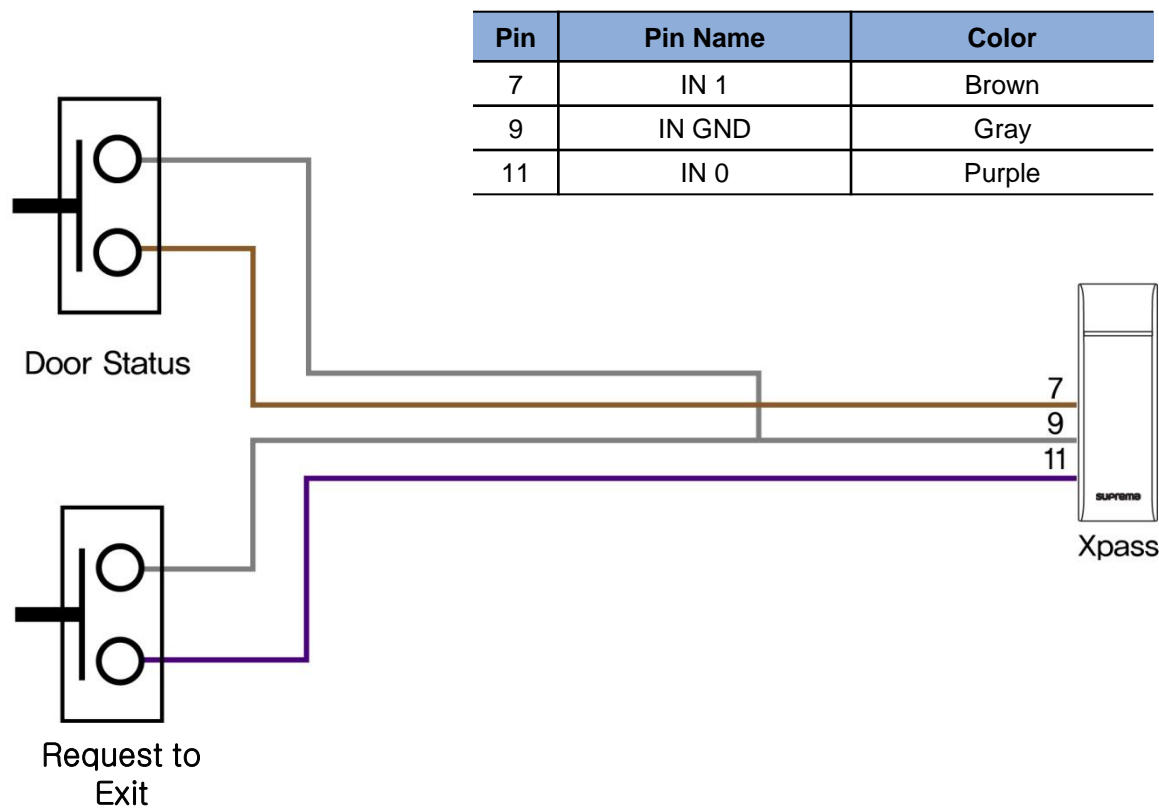 Pin Pin Name Color
7 IN 1 Brown
9 IN GND Gray
11 IN 0 Purple
Door Status
7
9
11
suprema
Xpass
Request to
Exit